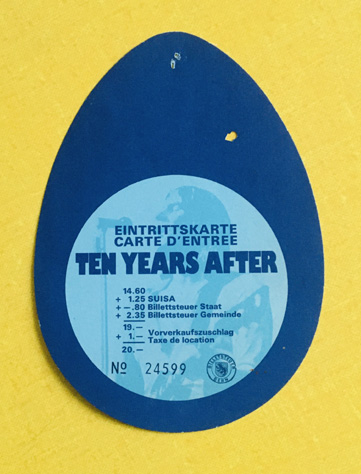 EINTRITTSKARTE
CARTE D'ENTREE
TEN YEARS AFTER
14.60
+ 1.25 SUISA
+ -.80 Billettsteuer Staat
+ 2.35 Billettsteuer Gemeinde
19.—
+ 1.— Vorverkaufszuschlag
Taxe de location
20.—
No 24599
BILLETTSTEUER